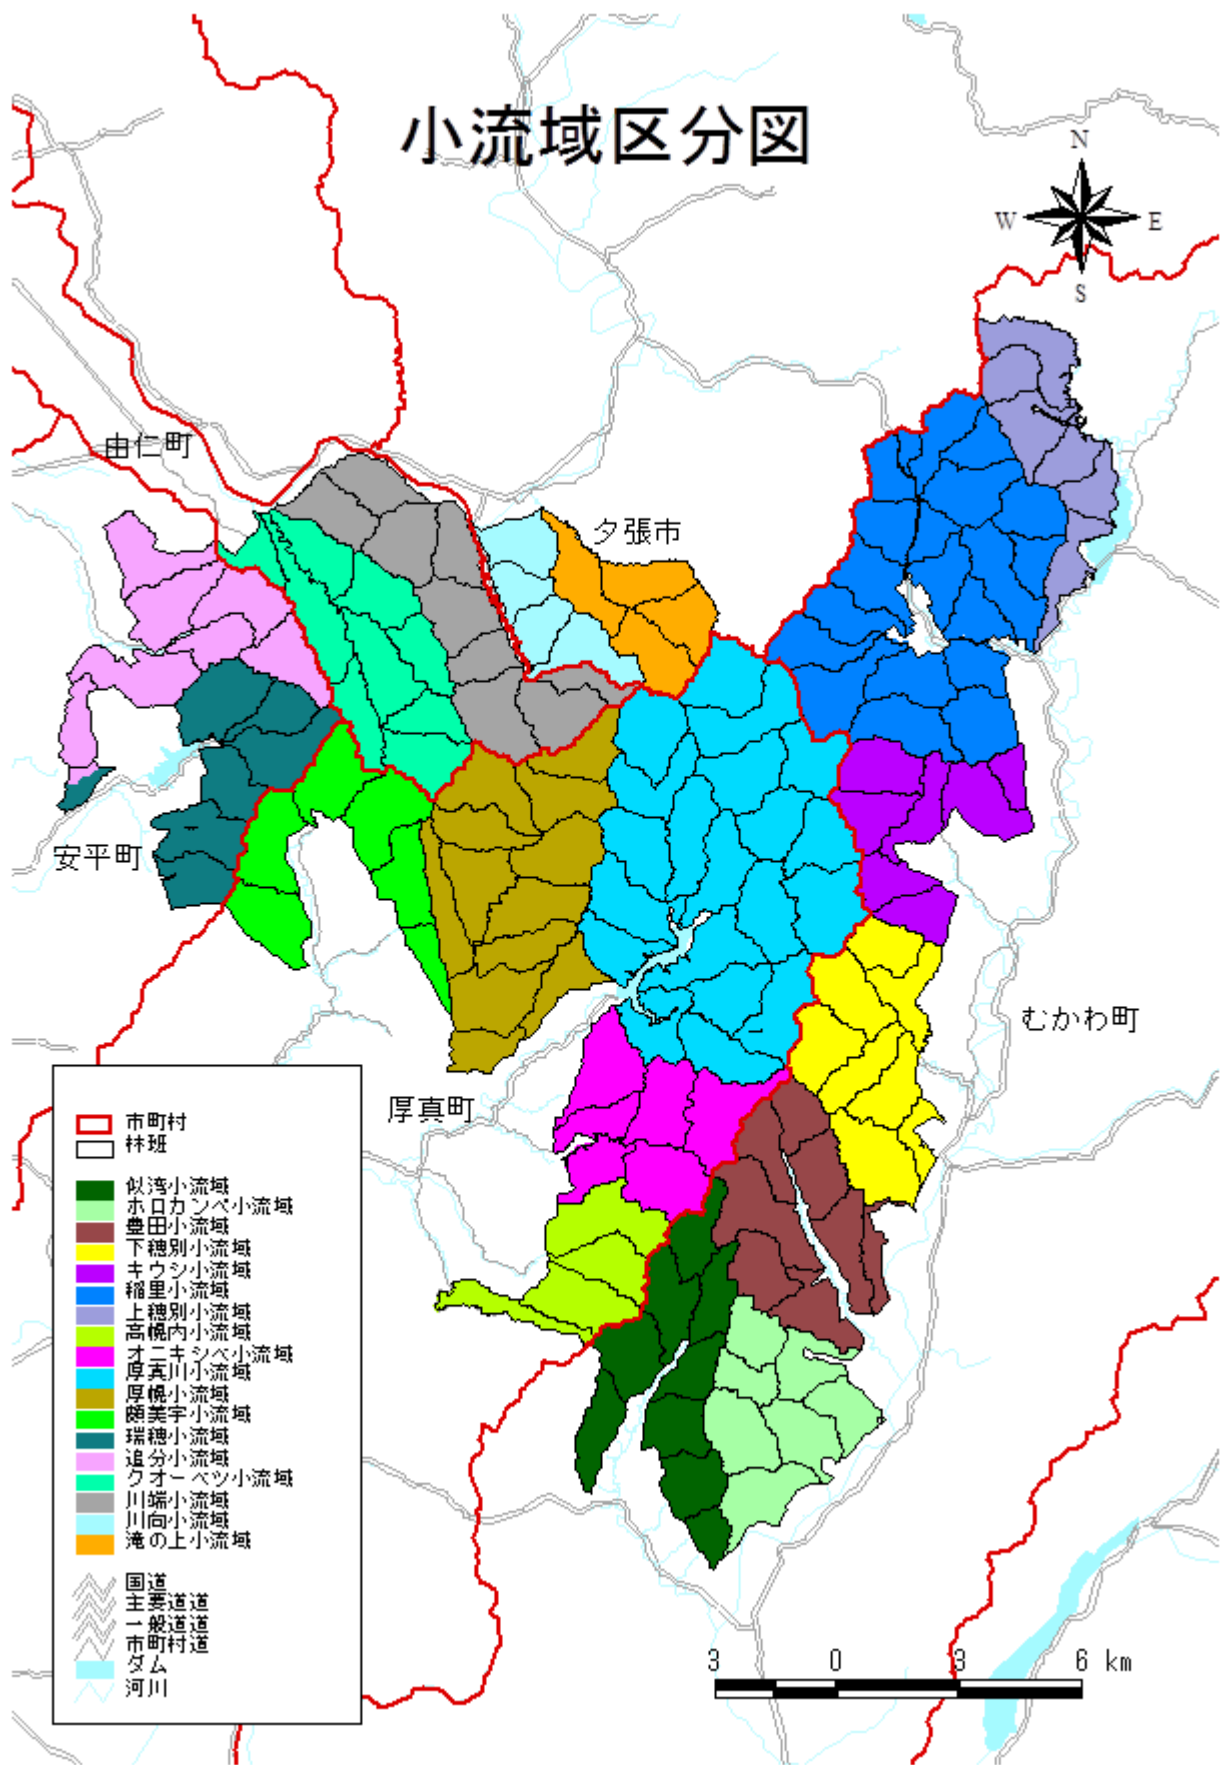 小流域区分図
N
W
E
S
由仁町
夕張市
安平町
むかわ町
厚真町
市町村
林班
似湾小流域
ホロカンベ小流域
豊田小流域
下穂別小流域
キウシ小流域
稲里小流域
上穂別小流域
高幌内小流域
オニキシベ小流域
厚真川小流域
厚幌小流域
頗美宇小流域
瑞穂小流域
追分小流域
クオーベツ小流域
川端小流域
川向小流域
滝の上小流域
国道
主要道道
一般道道
市町村道
ダム
河川
3 0 3 6 km